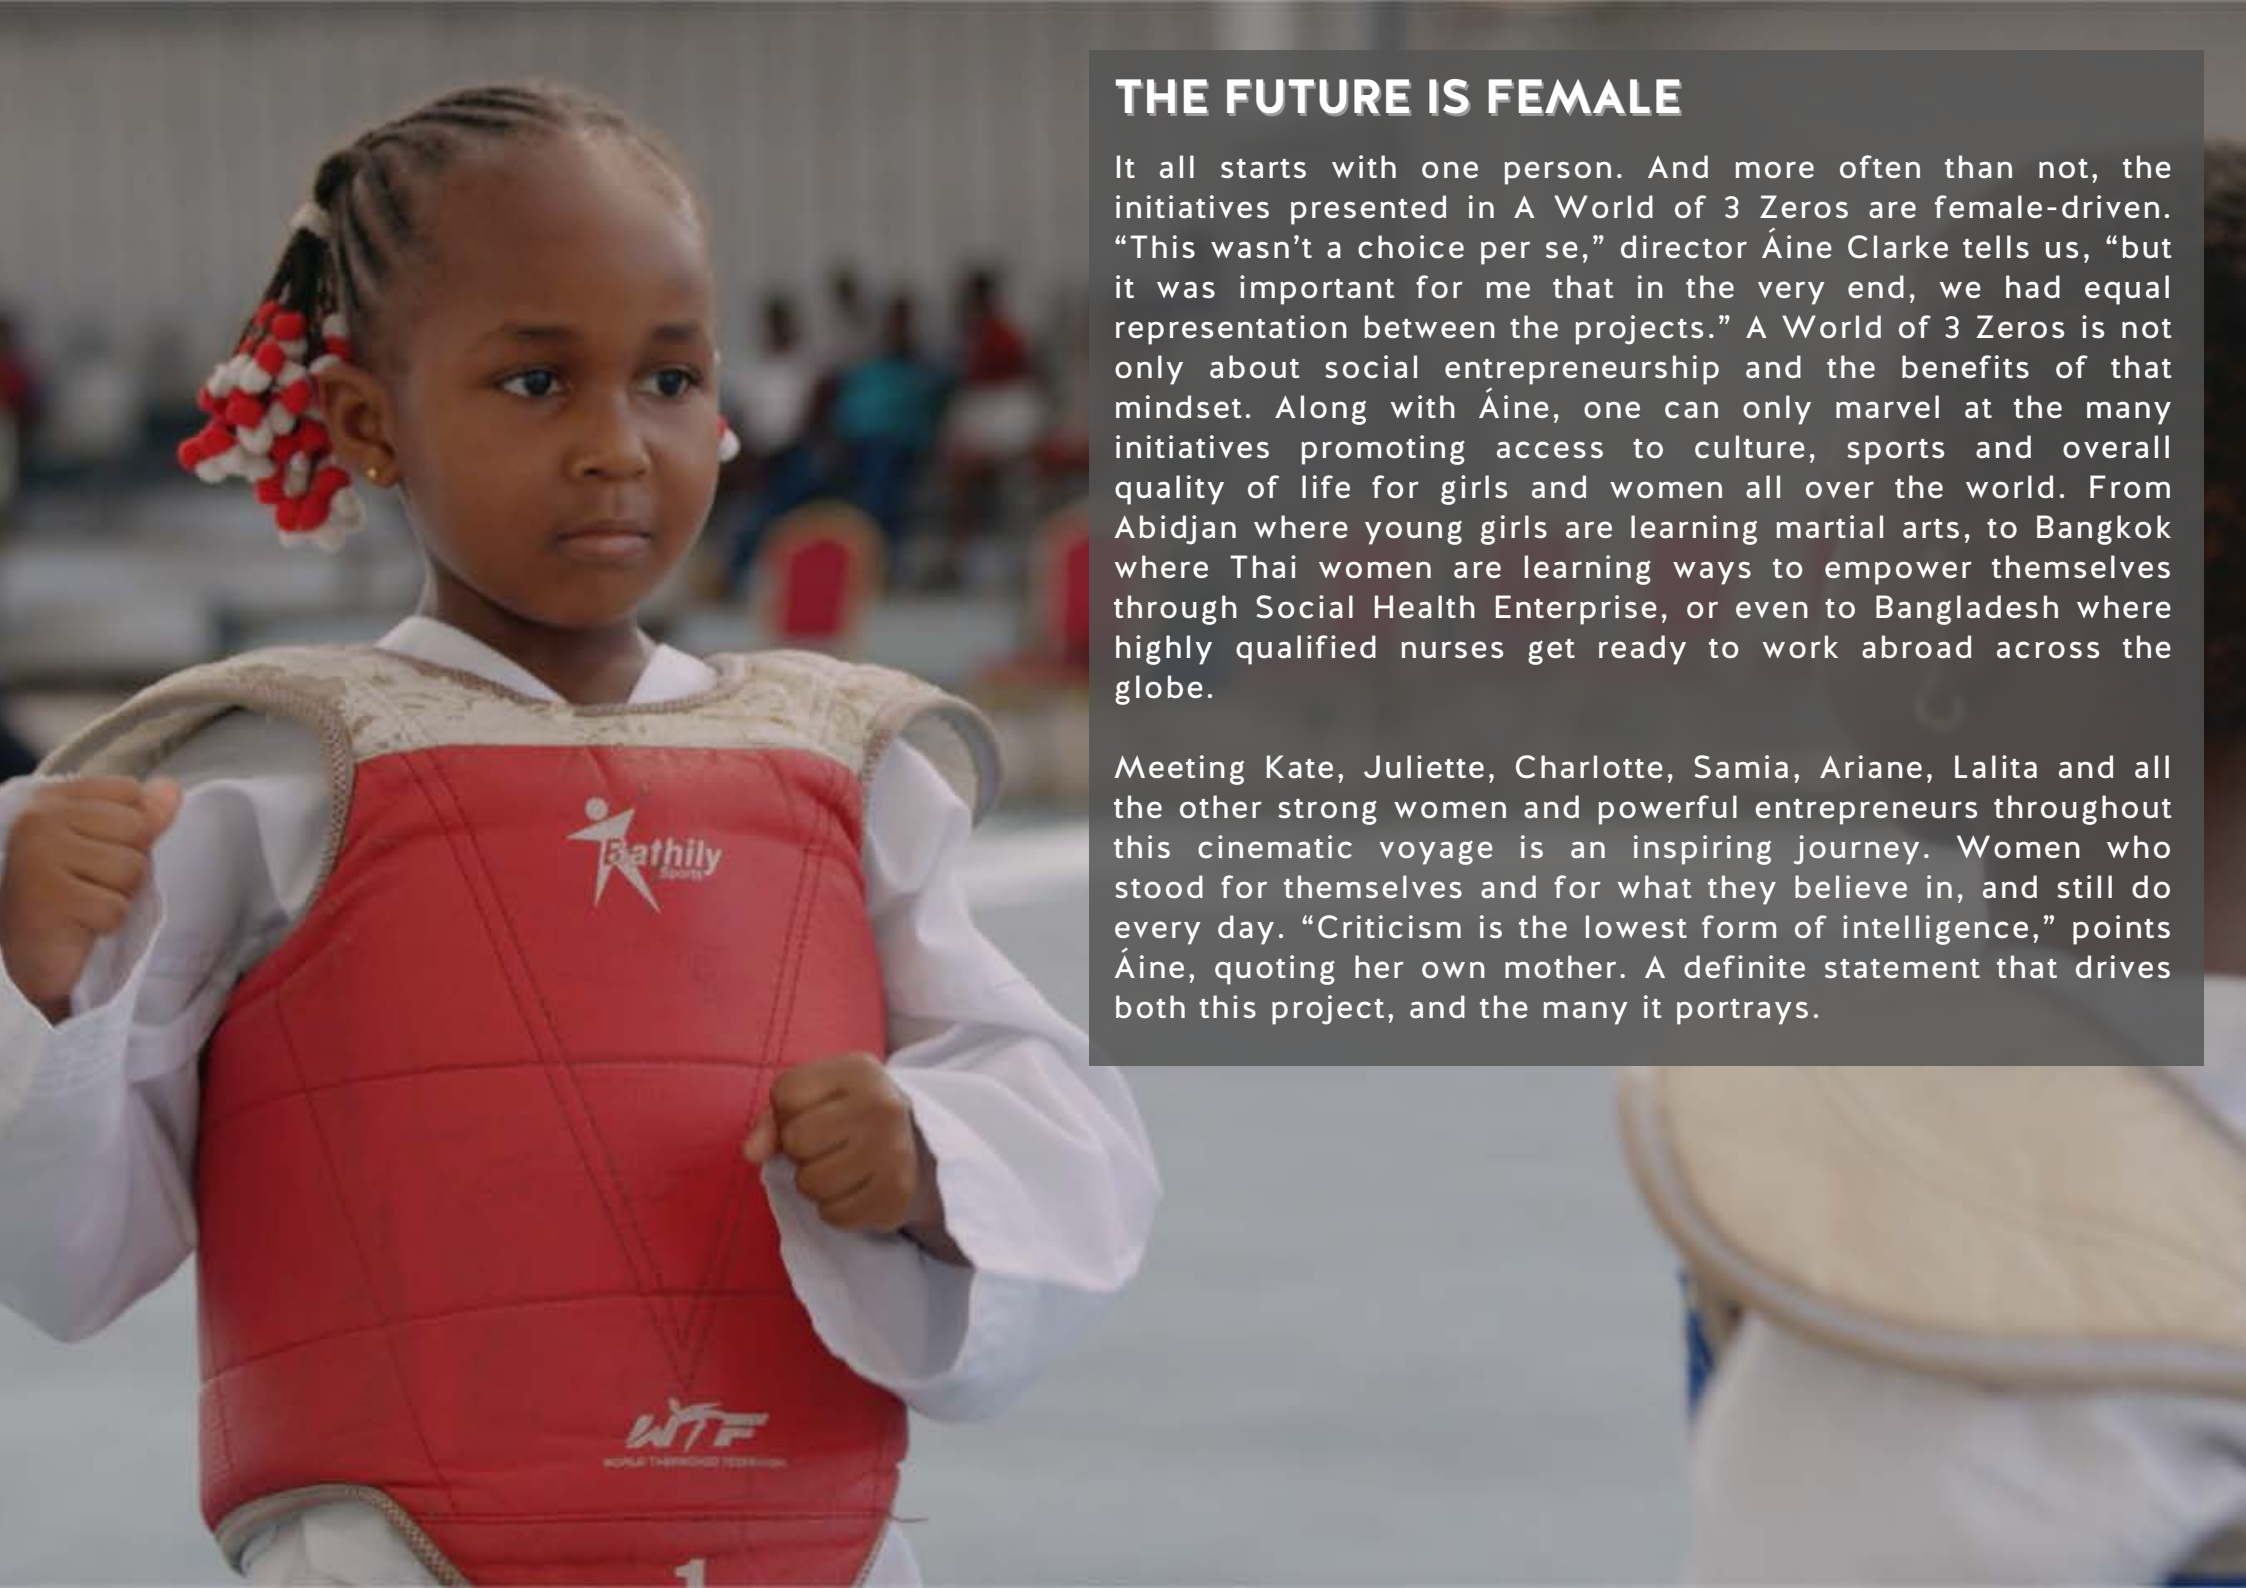 THE FUTURE IS FEMALE
It all starts with one person. And more often than not, the
initiatives presented in A World of 3 Zeros are female-driven.
“This wasn’t a choice per se,” director Áine Clarke tells us, “but
it was important for me that in the very end, we had equal
representation between the projects.” A World of 3 Zeros is not
only about social entrepreneurship and the benefits of that
mindset. Along with Áine, one can only marvel at the many
initiatives promoting access to culture, sports and overall
quality of life for girls and women all over the world. From
Abidjan where young girls are learning martial arts, to Bangkok
where Thai women are learning ways to empower themselves
through Social Health Enterprise, or even to Bangladesh where
highly qualified nurses get ready to work abroad across the
globe.
Meeting Kate, Juliette, Charlotte, Samia, Ariane, Lalita and all
the other strong women and powerful entrepreneurs throughout
this cinematic voyage is an inspiring journey. Women who
stood for themselves and for what they believe in, and still do
every day. “Criticism is the lowest form of intelligence,” points
Áine, quoting her own mother. A definite statement that drives
both this project, and the many it portrays.
Bathily
Sports
WTF
WORLD TAEKWONDO FEDERATION
1